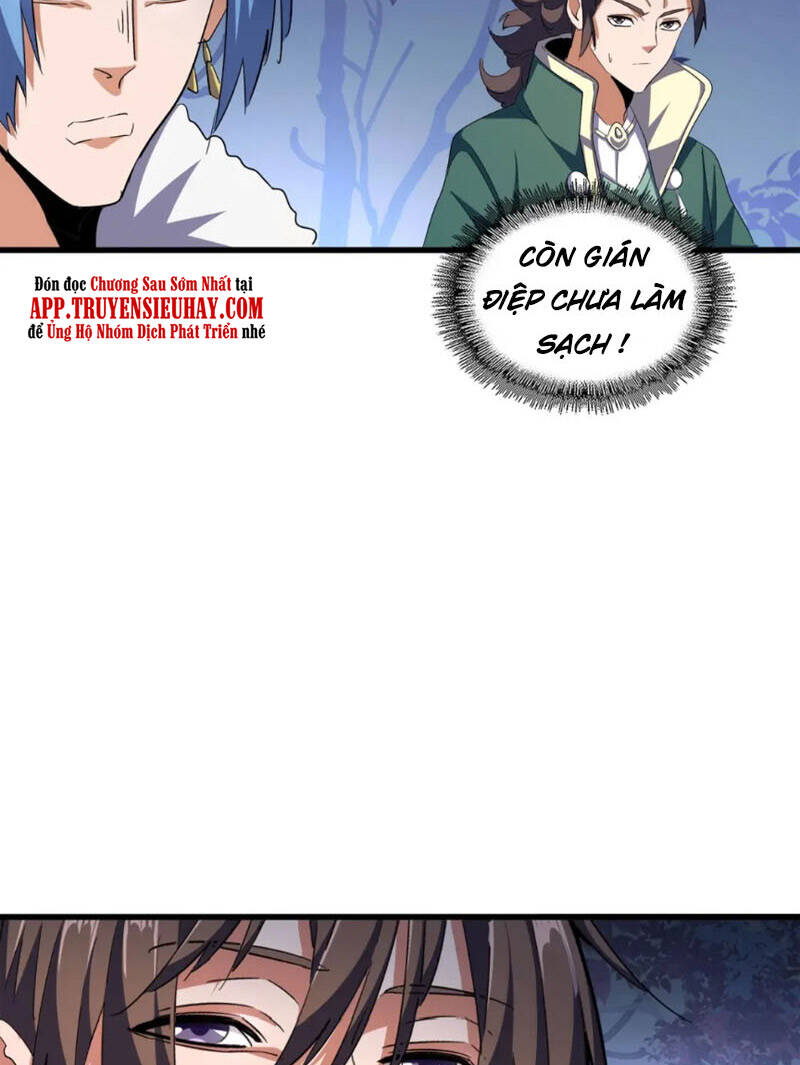 CÒN GIÁN
ĐIỆP CHƯA LÀM
SẠCH !
Đón đọc Chương Sau Sớm Nhất tại
APP.TRUYENSIEUHAY.COM
để Ủng Hộ Nhóm Dịch Phát Triển nhé